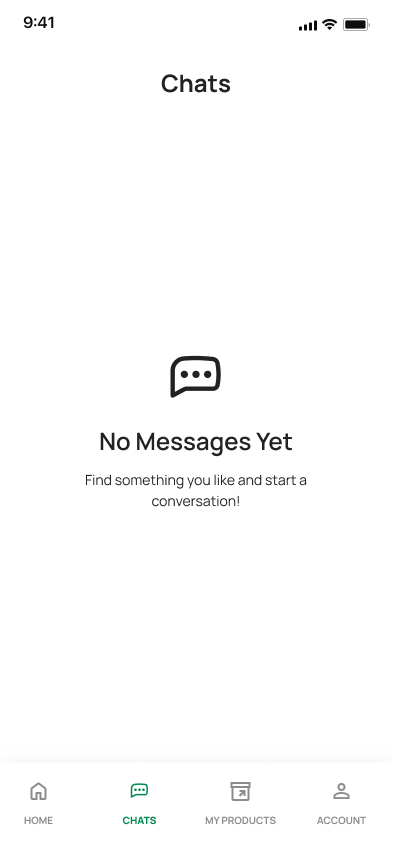 9:41
Chats
No Messages Yet
Find something you like and start a
conversation!
HOME
CHATS
MY PRODUCTS
ACCOUNT